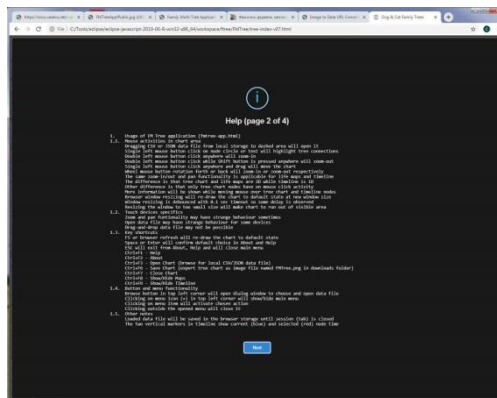 Dog & Cat Family Trees
File
Help (page 2 of 4)
1. Usage of FM Tree application (fmtree-app.html)
1.1. Mouse activities in chart area
Dragging CSV or JSON data file from local storage to dashed area will open it
Single left mouse button click on node circle or text will highlight tree connections
Double left mouse button click anywhere will zoom-in
Double left mouse button click while Shift button is pressed anywhere will zoom-out
Single left mouse button click anywhere and drag will move the chart
Wheel mouse button rotation forth or back will zoom-in or zoom-out respectively
The same zoom-in/out and pan functionality is applicable for life maps and timeline
The difference is that tree chart and life maps are 2D while timeline is 1D
Other difference is that only tree chart nodes have on mouse click activity
More information will be shown while moving mouse over tree chart and timeline nodes
Browser window resizing will re-draw the chart to default state at new window size
Window resizing is debounced with 0.1 sec timeout so some delay is observed
Resizing the window to too small size will make chart to run out of visible area
1.2. Touch devices specifics
Zoom and pan functionality may have strange behaviour sometimes
Open data file may have strange behaviour for some devices
Drag-and-drop data file may not be possible
1.3. Key shortcuts
F5 or browser refresh will re-draw the chart to default state
Space or Enter will confirm default choice in About and Help
ESC will exit from About, Help and will close main menu
Ctrl+F1 - Help
Ctrl+F2 - About
Ctrl+F3 - Open Chart (browse for local CSV/JSON data file)
Ctrl+F6 - Save Chart (export tree chart as image file named FMTree.png in downloads folder)
Ctrl+F7 - Close Chart
Ctrl+F8 - Show/Hide Maps
Ctrl+F9 - Show/Hide Timeline
1.4. Button and menu functionality
Browse button in top left corner will open dialog window to choose and open data file
Clicking on menu icon (≡) in top left corner will show/hide main menu
Clicking on menu item will activate chosen action
Clicking outside the opened menu will close it
1.5. Other notes
Loaded data file will be saved in the browser storage until session (tab) is closed
The two vertical markers in timeline show current (blue) and selected (red) node time
Next